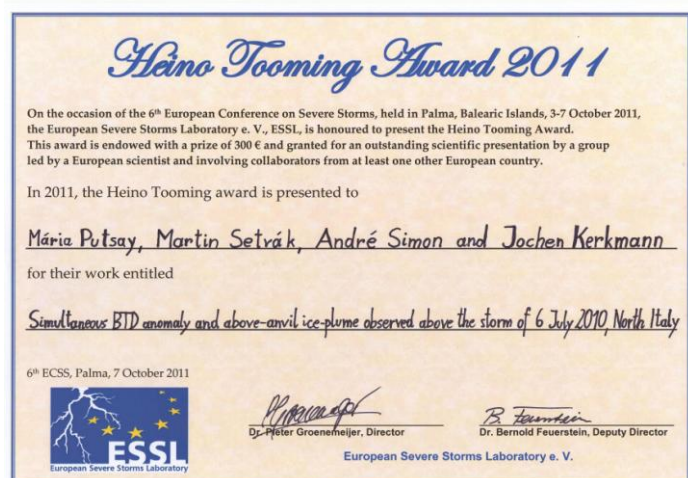 Heino Tooming Award 2011
On the occasion of the 6th European Conference on Severe Storms, held in Palma, Balearic Islands, 3-7 October 2011,
the European Severe Storms Laboratory e. V., ESSL, is honoured to present the Heino Tooming Award.
This award is endowed with a prize of 300 € and granted for an outstanding scientific presentation by a group
led by a European scientist and involving collaborators from at least one other European country.
In 2011, the Heino Tooming award is presented to
Mária Putsay, Martin Setvák, André Simon and Jochen Kerkmann
for their work entitled
Simultaneous BTD anomaly and above-anvil ice-plume observed above the storm of 6 July 2010, North Italy
6th ECSS, Palma, 7 October 2011
ESSL
European Severe Storms Laboratory
B. Feuerstein
Dr. Pieter Groenemeijer, Director
Dr. Bernold Feuerstein, Deputy Director
European Severe Storms Laboratory e. V.